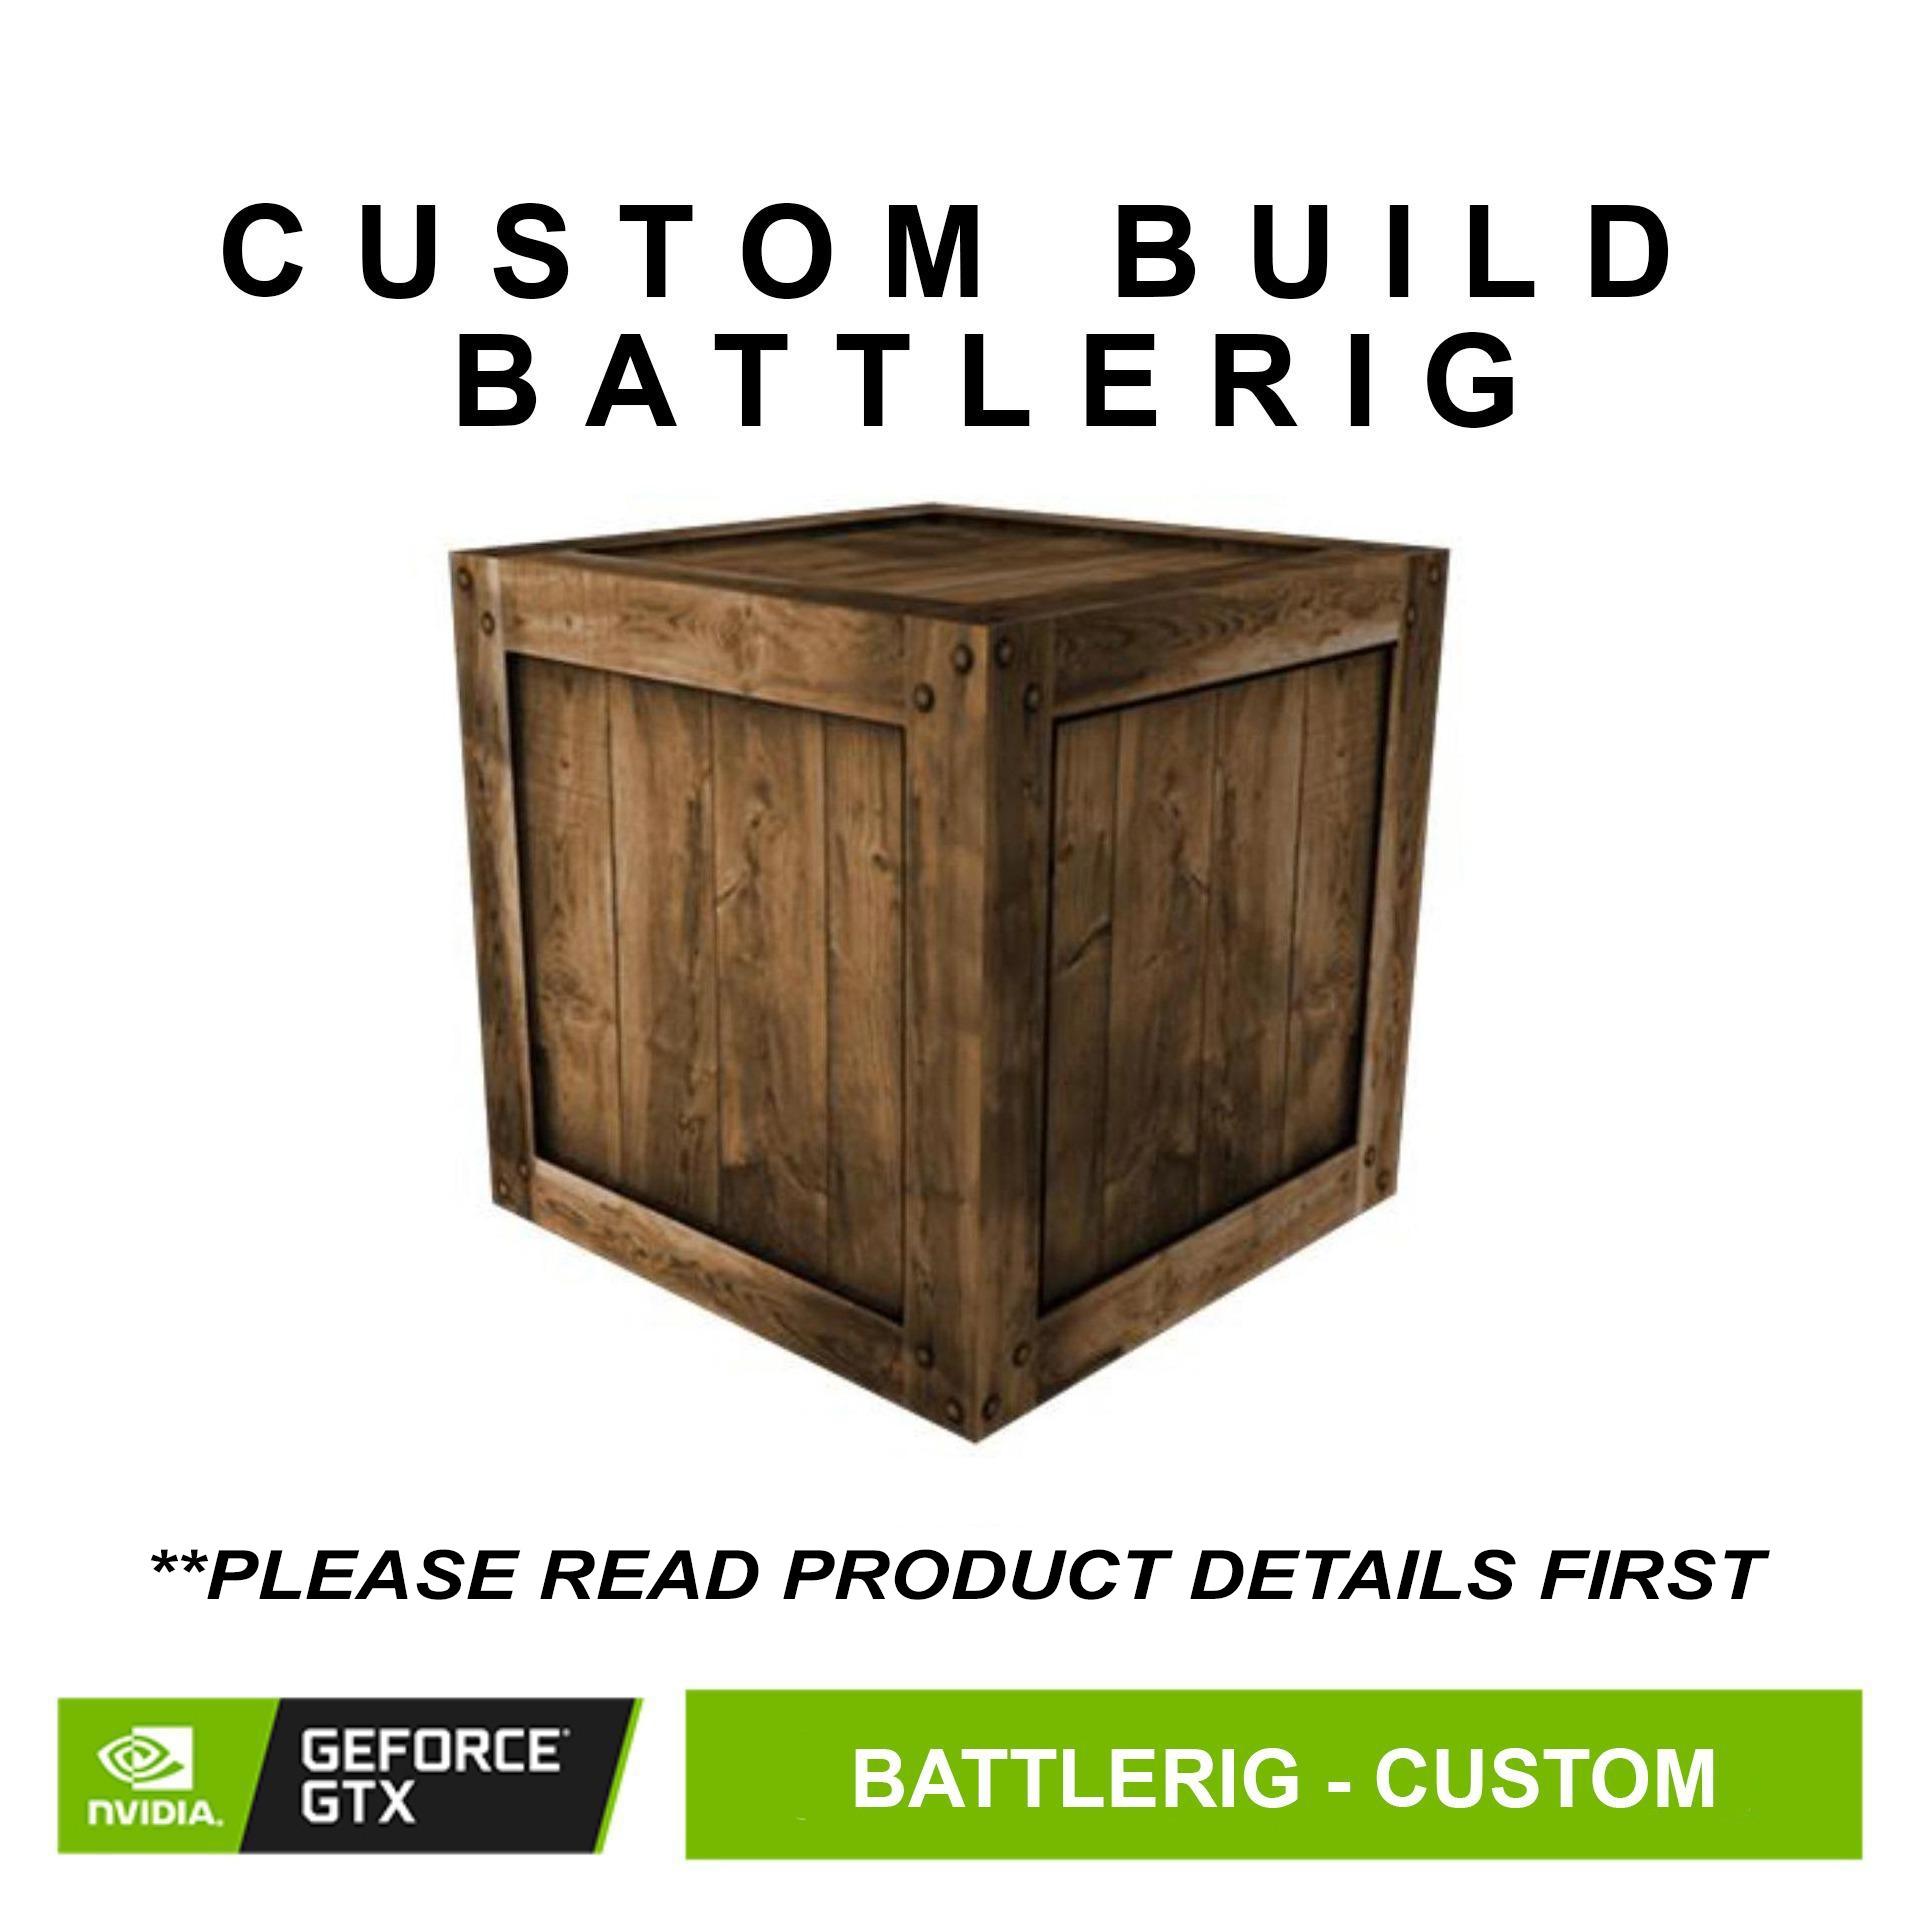 CUSTOM BUILD
BATTLERIG
**PLEASE READ PRODUCT DETAILS FIRST
NVIDIA.
GEFORCE
GTX
BATTLERIG - CUSTOM